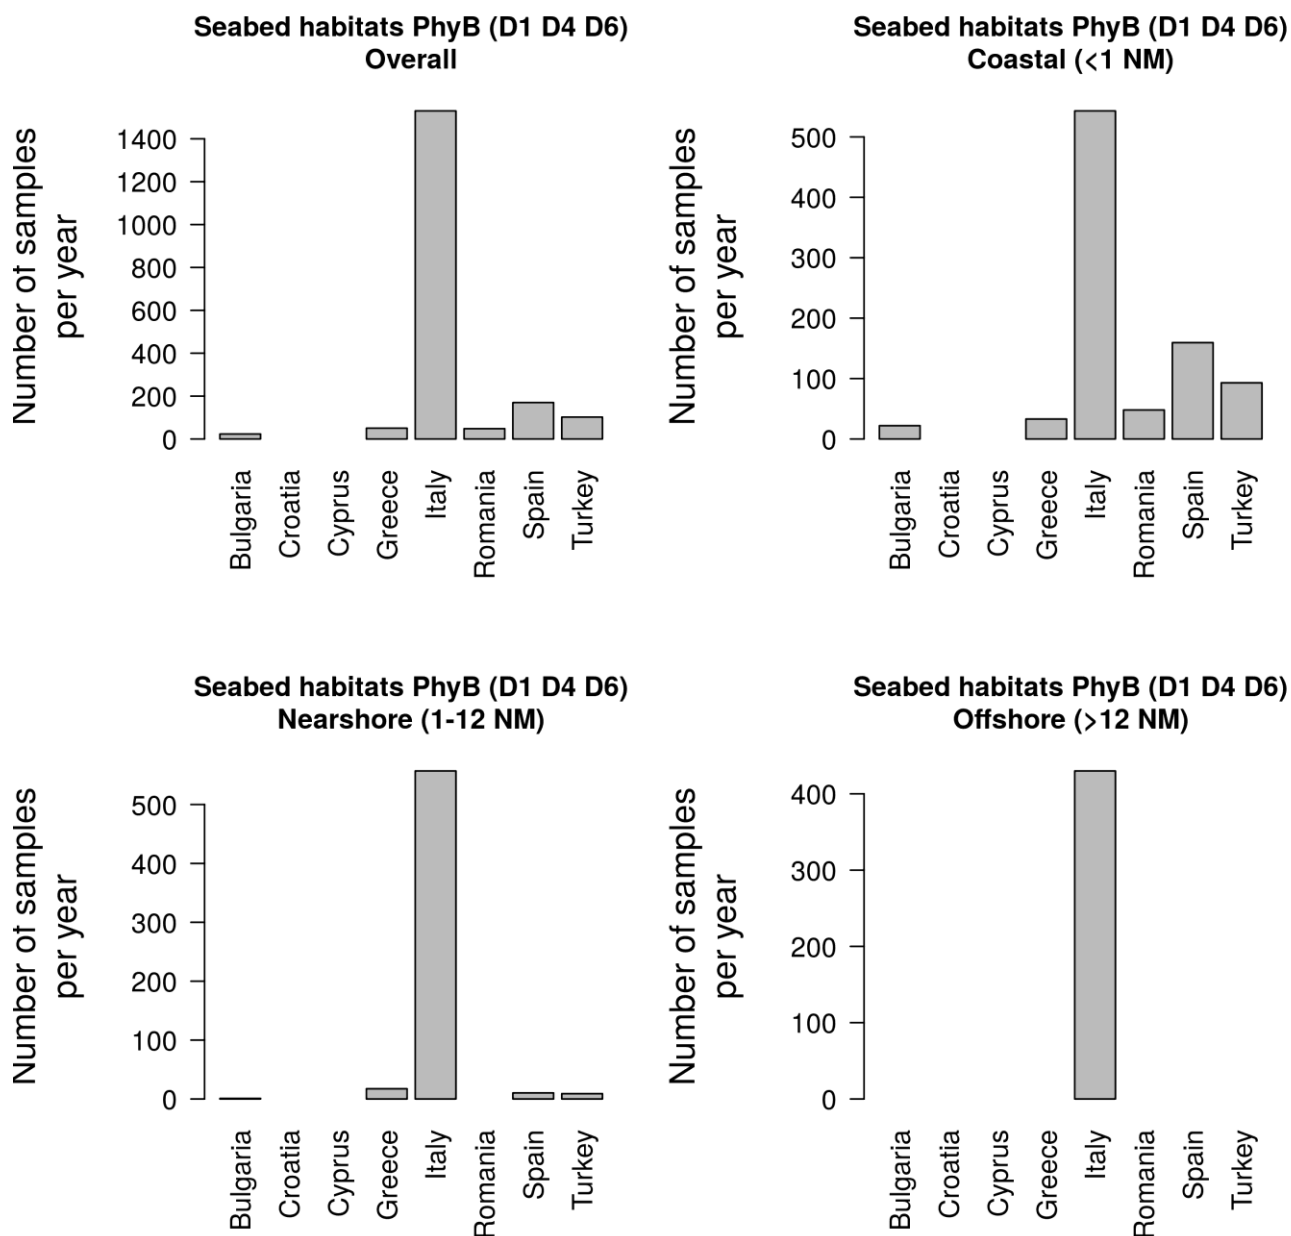 Seabed habitats PhyB (D1 D4 D6)
Overall
Number of samples
per year
1400
1200
1000
800
600
400
200
0
Bulgaria
Croatia
Cyprus
Greece
Italy
Romania
Spain
Turkey
Seabed habitats PhyB (D1 D4 D6)
Coastal (<1 NM)
Number of samples
per year
500
400
300
200
100
0
Bulgaria
Croatia
Cyprus
Greece
Italy
Romania
Spain
Turkey
Seabed habitats PhyB (D1 D4 D6)
Nearshore (1-12 NM)
Number of samples
per year
500
400
300
200
100
0
Bulgaria
Croatia
Cyprus
Greece
Italy
Romania
Spain
Turkey
Seabed habitats PhyB (D1 D4 D6)
Offshore (>12 NM)
Number of samples
per year
400
300
200
100
0
Bulgaria
Croatia
Cyprus
Greece
Italy
Romania
Spain
Turkey